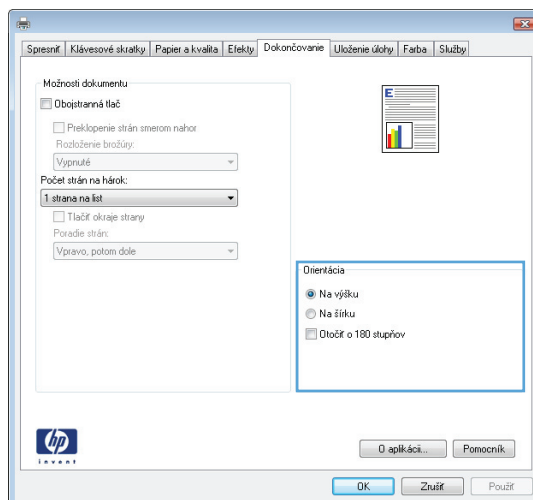 Spresniť Klávesové skratky Papier a kvalita Efekty Dokončovanie Uloženie úlohy Farba Služby
Možnosti dokumentu
Obojstranná tlač
Preklopenie strán smerom nahor
Rozloženie brožúry:
Vypnuté
Počet strán na hárok:
1 strana na list
Tlačiť okraje strany
Poradie strán:
Vpravo, potom dole
E
Orientácia
Na výšku
Na šírku
Otočiť o 180 stupňov
hp
invent
O aplikácii... Pomocník
OK Zrušiť Použiť